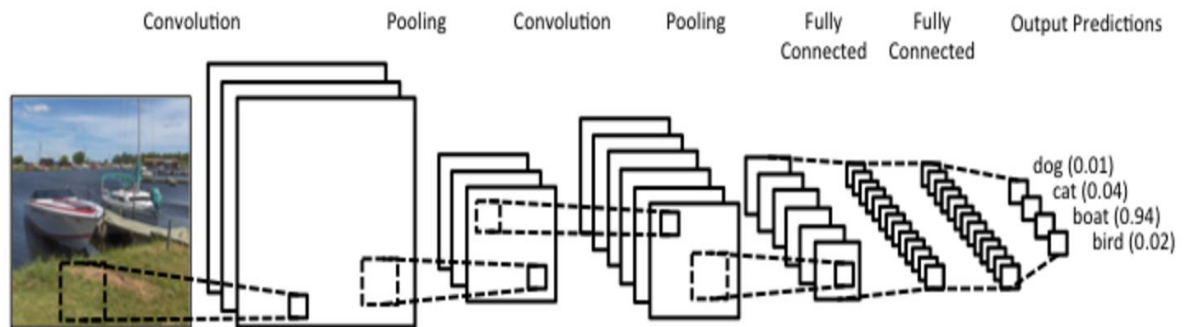 Convolution
Pooling
Convolution
Pooling
Fully
Connected
Fully
Connected
Output Predictions
dog (0.01)
cat (0.04)
boat (0.94)
bird (0.02)